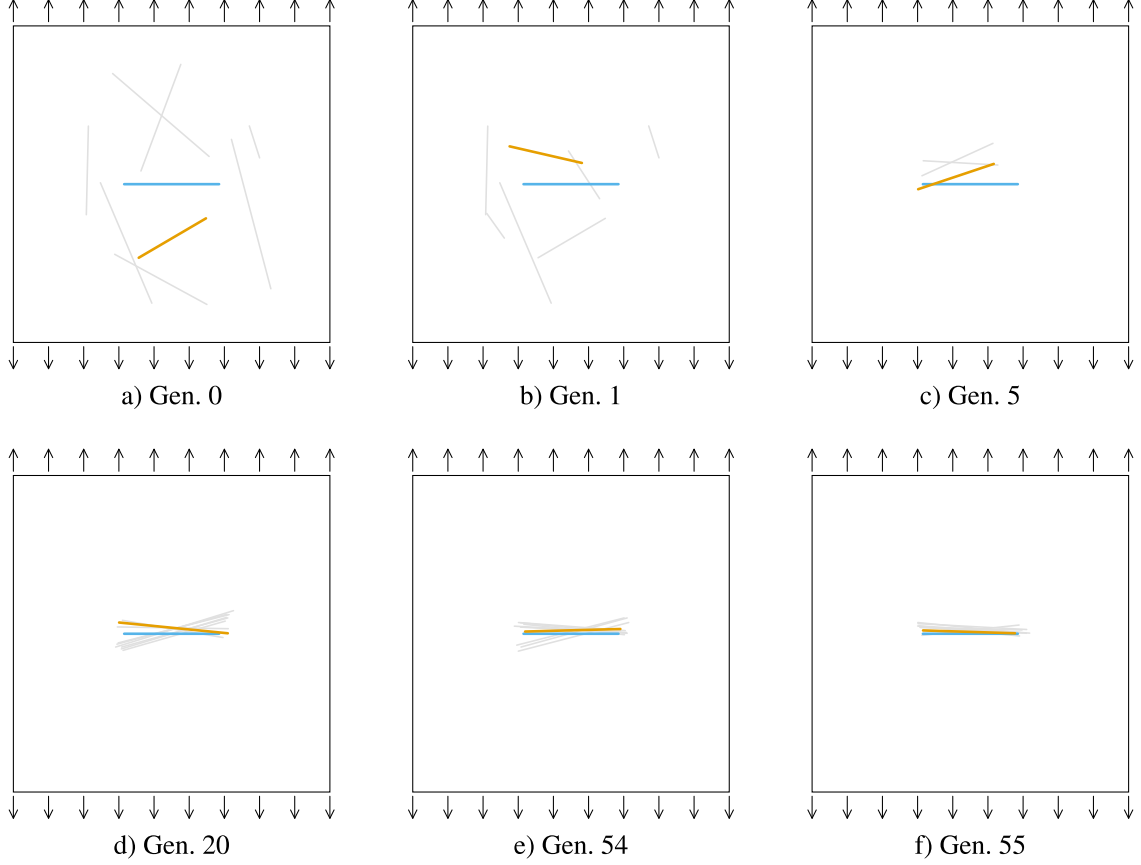 a) Gen. 0
b) Gen. 1
c) Gen. 5
d) Gen. 20
e) Gen. 54
f) Gen. 55